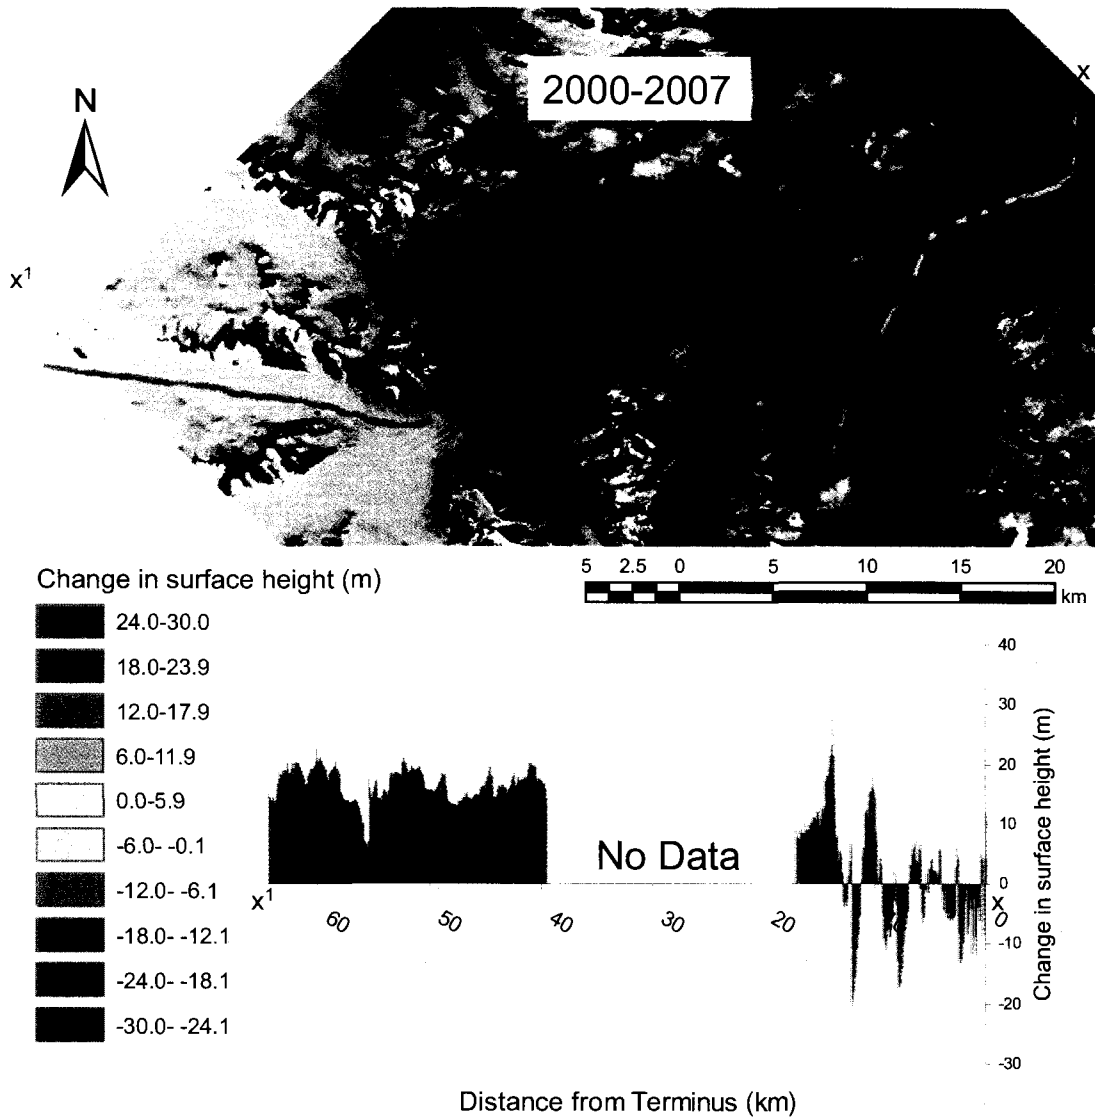 2000-2007
x
N
x¹
Change in surface height (m)
24.0-30.0
18.0-23.9
12.0-17.9
6.0-11.9
0.0-5.9
-6.0- -0.1
-12.0- -6.1
-18.0- -12.1
-24.0- -18.1
-30.0- -24.1
5 2.5 0 5 10 15 20
km
40
30
20
10
0
-10
-20
-30
Change in surface height (m)
No Data
x¹
x
60 50 40 30 20 0
Distance from Terminus (km)